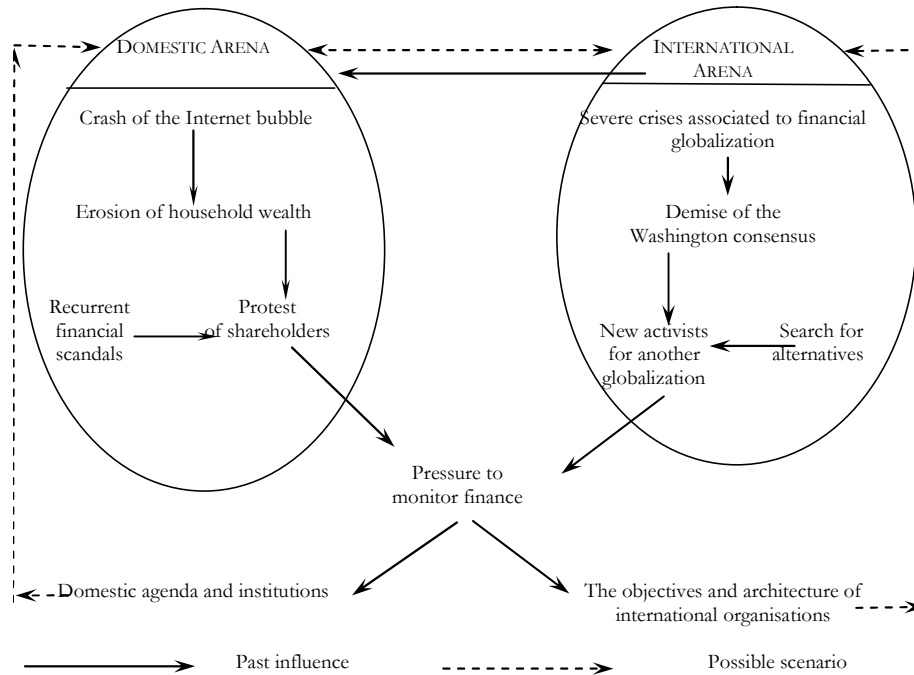 DOMESTIC ARENA
INTERNATIONAL
ARENA
Crash of the Internet bubble
Erosion of household wealth
Recurrent
financial
scandals
Protest
of shareholders
Severe crises associated to financial
globalization
Demise of the
Washington consensus
New activists
for another
globalization
Search for
alternatives
Pressure to
monitor finance
Domestic agenda and institutions
The objectives and architecture of
international organisations
Past influence
Possible scenario